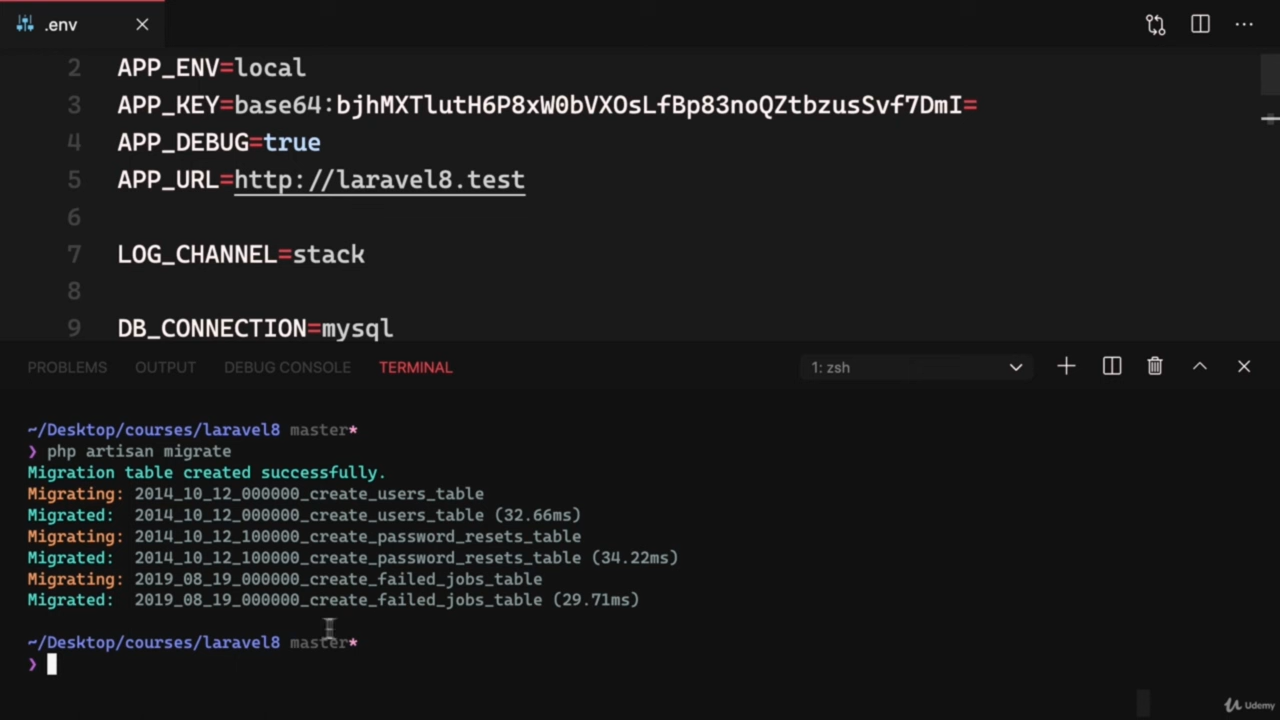 .env
2 APP_ENV=local
3 APP_KEY=base64:bjhMXTlutH6P8xW0bVXOsLfBp83noQZtbzusSvf7DmI=
4 APP_DEBUG=true
5 APP_URL=http://laravel8.test
6
7 LOG_CHANNEL=stack
8
9 DB_CONNECTION=mysql
PROBLEMS OUTPUT DEBUG CONSOLE TERMINAL 1: zsh
~/Desktop/courses/laravel8 master*
❯ php artisan migrate
Migration table created successfully.
Migrating: 2014_10_12_000000_create_users_table
Migrated: 2014_10_12_000000_create_users_table (32.66ms)
Migrating: 2014_10_12_100000_create_password_resets_table
Migrated: 2014_10_12_100000_create_password_resets_table (34.22ms)
Migrating: 2019_08_19_000000_create_failed_jobs_table
Migrated: 2019_08_19_000000_create_failed_jobs_table (29.71ms)
~/Desktop/courses/laravel8 master*
❯
Udemy